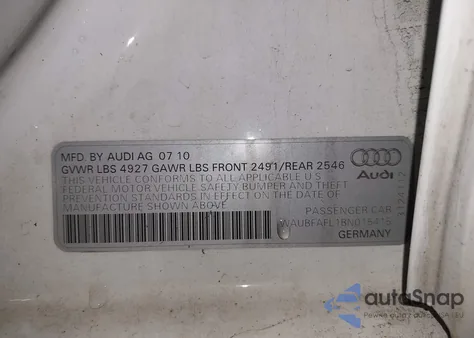 MFD. BY AUDI AG 07 10
GVWR LBS 4927 GAWR LBS FRONT 2491/REAR 2546
THIS VEHICLE CONFORMS TO ALL APPLICABLE U.S.
FEDERAL MOTOR VEHICLE SAFETY BUMPER AND THEFT
PREVENTION STANDARDS IN EFFECT ON THE DATE OF
MANUFACTURE SHOWN ABOVE
Audi
PASSENGER CAR
GERMANY
autoSnap